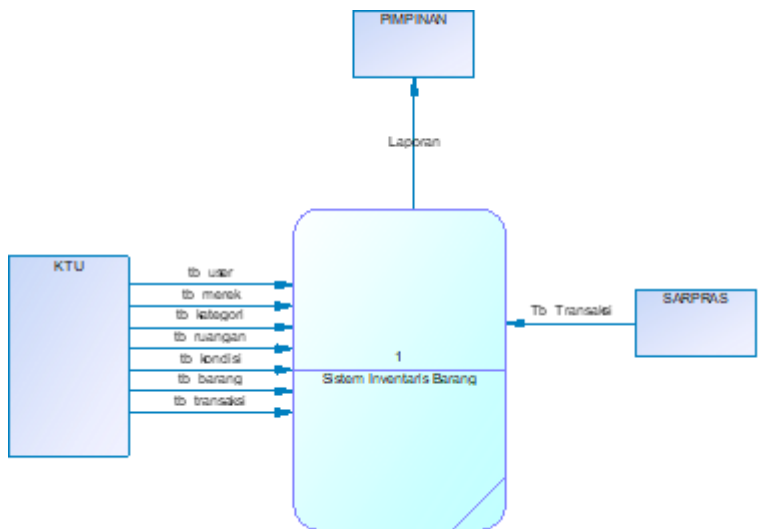 PIMPINAN
Laporan
KTU
tb user
tb merek
tb kategori
tb ruangan
tb kondisi
tb barang
tb transaksi
1
Sistem Inventaris Barang
Tb Transaksi
SARPRAS